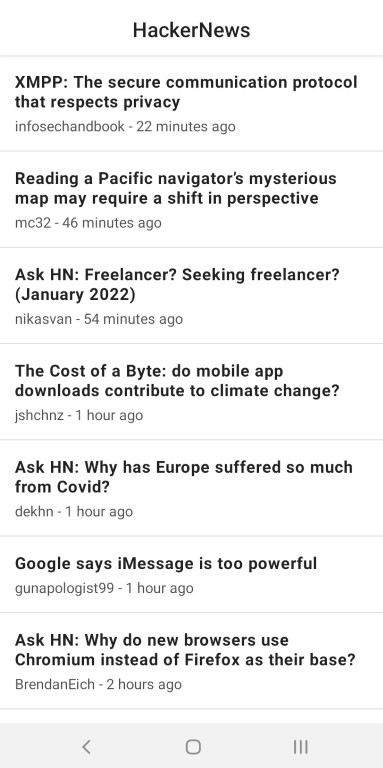 HackerNews
XMPP: The secure communication protocol
that respects privacy
infosechandbook - 22 minutes ago
Reading a Pacific navigator’s mysterious
map may require a shift in perspective
mc32 - 46 minutes ago
Ask HN: Freelancer? Seeking freelancer?
(January 2022)
nikasvan - 54 minutes ago
The Cost of a Byte: do mobile app
downloads contribute to climate change?
jshchnz - 1 hour ago
Ask HN: Why has Europe suffered so much
from Covid?
dekhn - 1 hour ago
Google says iMessage is too powerful
gunapologist99 - 1 hour ago
Ask HN: Why do new browsers use
Chromium instead of Firefox as their base?
BrendanEich - 2 hours ago